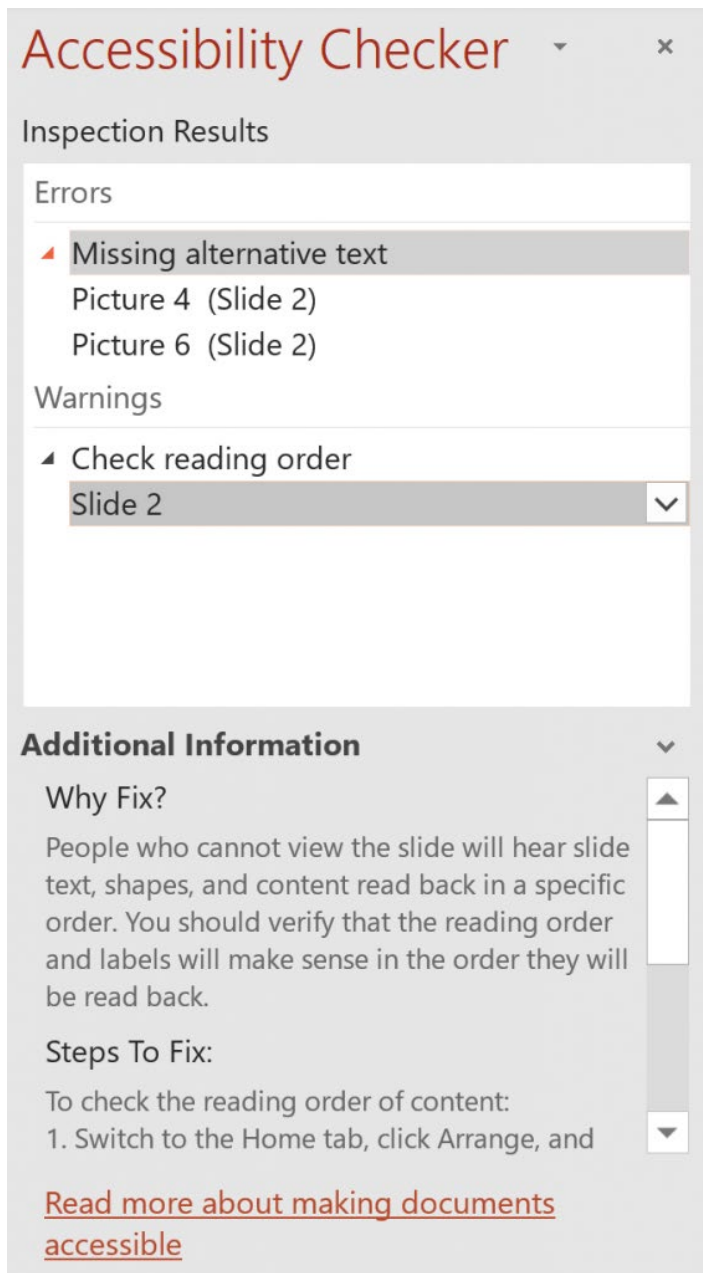 Accessibility Checker
Inspection Results
Errors
Missing alternative text
Picture 4 (Slide 2)
Picture 6 (Slide 2)
Warnings
Check reading order
Slide 2
Additional Information
Why Fix?
People who cannot view the slide will hear slide
text, shapes, and content read back in a specific
order. You should verify that the reading order
and labels will make sense in the order they will
be read back.
Steps To Fix:
To check the reading order of content:
1. Switch to the Home tab, click Arrange, and
Read more about making documents
accessible